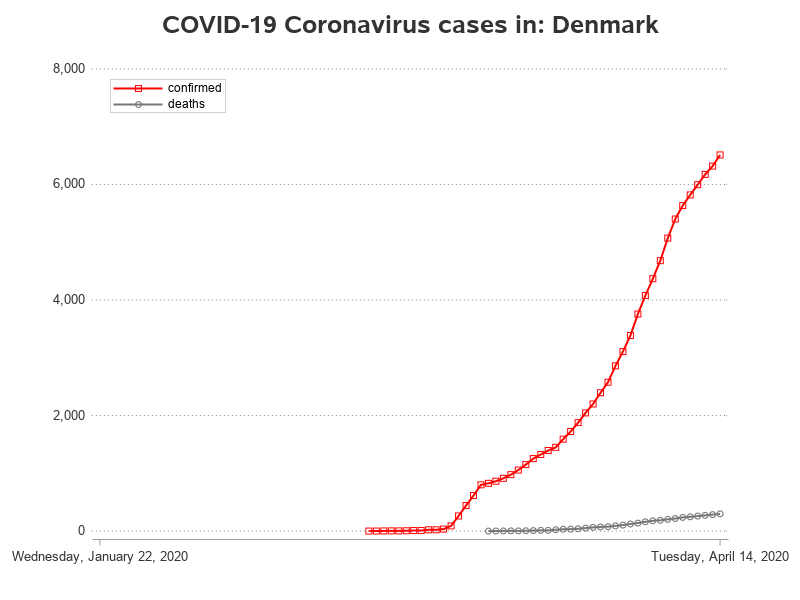 COVID-19 Coronavirus cases in: Denmark
8,000
confirmed
deaths
6,000
4,000
2,000
0
Wednesday, January 22, 2020 Tuesday, April 14, 2020